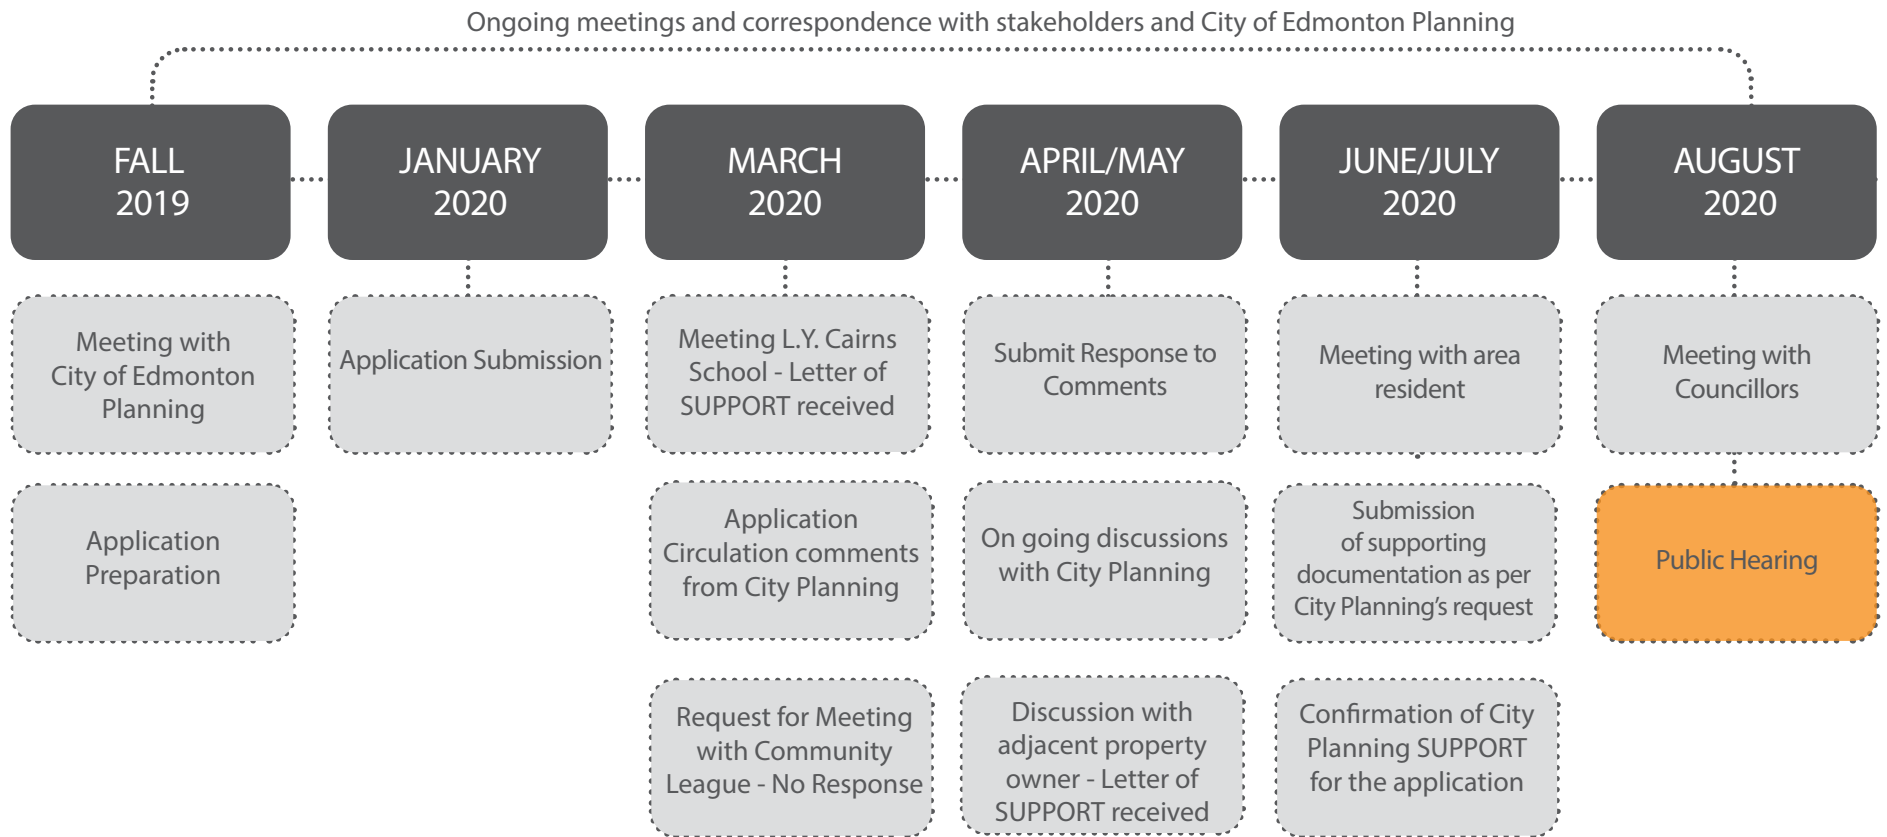 Ongoing meetings and correspondence with stakeholders and City of Edmonton Planning
FALL
2019
JANUARY
2020
MARCH
2020
APRIL/MAY
2020
JUNE/JULY
2020
AUGUST
2020
Meeting with
City of Edmonton
Planning
Application Submission
Meeting L.Y. Cairns
School - Letter of
SUPPORT received
Submit Response to
Comments
Meeting with area
resident
Meeting with
Councillors
Application
Preparation
Application
Circulation comments
from City Planning
On going discussions
with City Planning
Submission
of supporting
documentation as per
City Planning’s request
Public Hearing
Request for Meeting
with Community
League - No Response
Discussion with
adjacent property
owner - Letter of
SUPPORT received
Confirmation of City
Planning SUPPORT
for the application